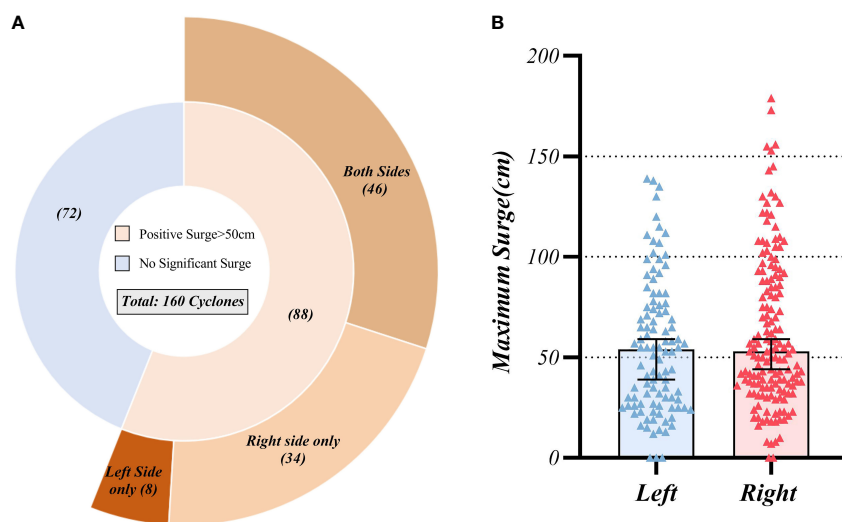 A
Both Sides
(46)
(72)
Positive Surge>50cm
No Significant Surge
Total: 160 Cyclones
(88)
Right side only
(34)
Left Side
only (8)
B
Maximum Surge(cm)
200
150
100
50
0
Left Right